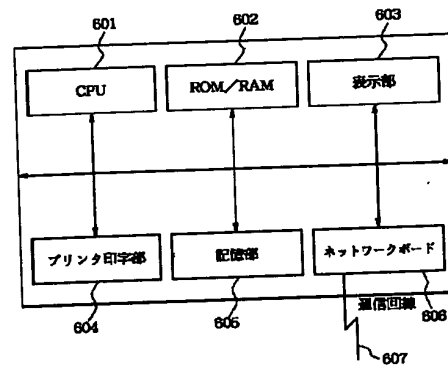 601
602
603
CPU
ROM/RAM
表示部
プリンタ印字部
記憶部
ネットワークボード
604
605
606
通信回線
607